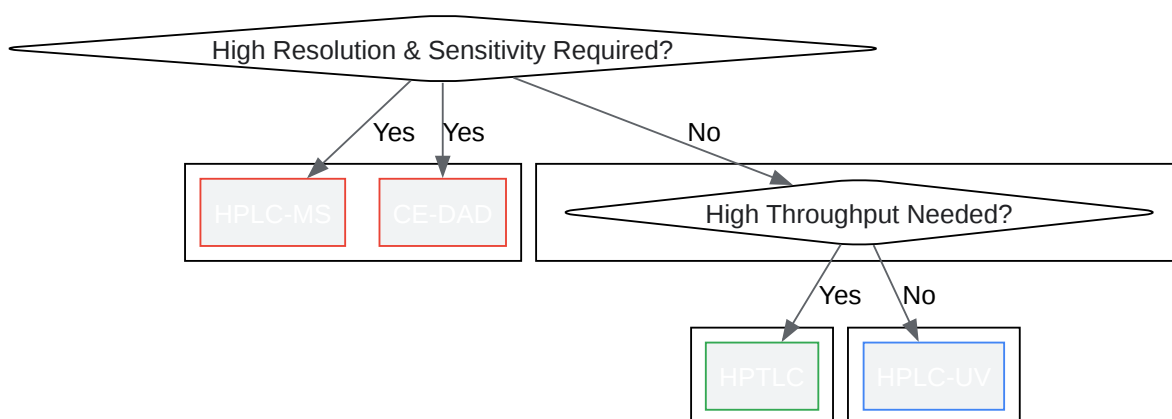 High Resolution & Sensitivity Required?
Yes
Yes
No
HPLC-MS
CE-DAD
High Throughput Needed?
Yes
No
HPTLC
HPLC-UV